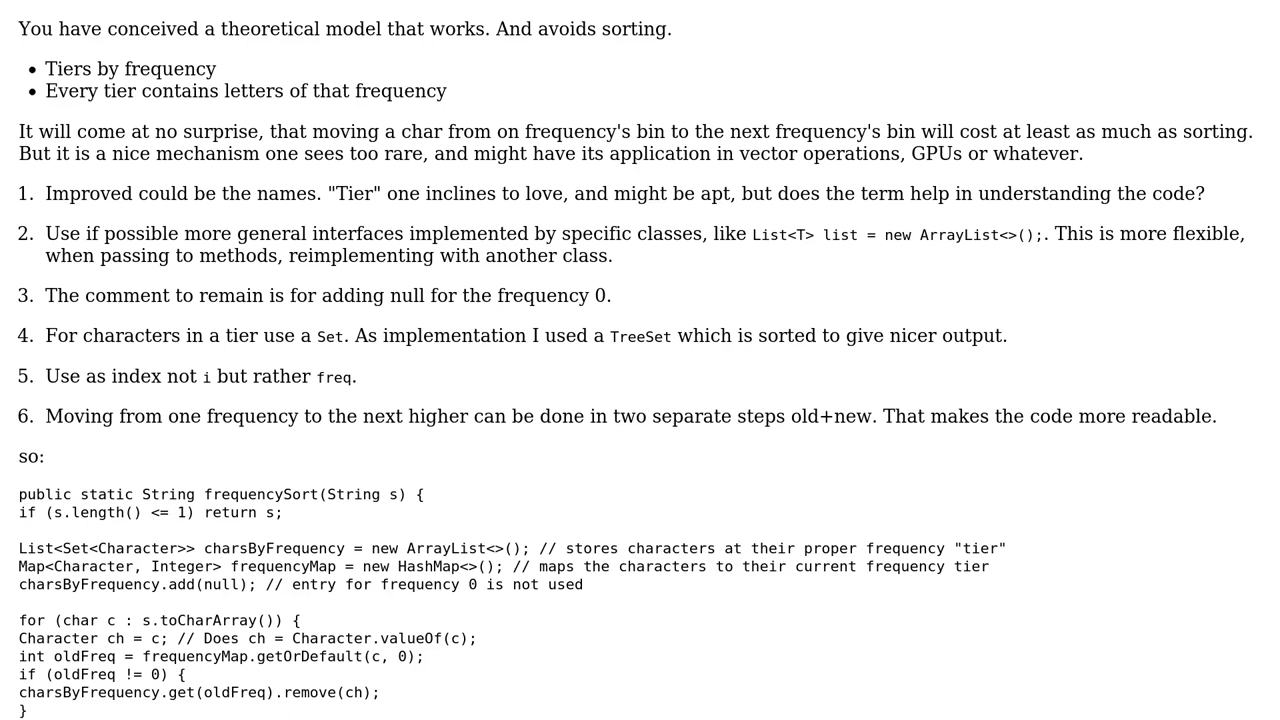 You have conceived a theoretical model that works. And avoids sorting.
• Tiers by frequency
• Every tier contains letters of that frequency
It will come at no surprise, that moving a char from on frequency's bin to the next frequency's bin will cost at least as much as sorting.
But it is a nice mechanism one sees too rare, and might have its application in vector operations, GPUs or whatever.
1. Improved could be the names. "Tier" one inclines to love, and might be apt, but does the term help in understanding the code?
2. Use if possible more general interfaces implemented by specific classes, like List<T> list = new ArrayList<>();. This is more flexible,
when passing to methods, reimplementing with another class.
3. The comment to remain is for adding null for the frequency 0.
4. For characters in a tier use a Set. As implementation I used a TreeSet which is sorted to give nicer output.
5. Use as index not i but rather freq.
6. Moving from one frequency to the next higher can be done in two separate steps old+new. That makes the code more readable.
so:
public static String frequencySort(String s) {
if (s.length() <= 1) return s;
List<Set<Character>> charsByFrequency = new ArrayList<>(); // stores characters at their proper frequency "tier"
Map<Character, Integer> frequencyMap = new HashMap<>(); // maps the characters to their current frequency tier
charsByFrequency.add(null); // entry for frequency 0 is not used
for (char c : s.toCharArray()) {
Character ch = c; // Does ch = Character.valueOf(c);
int oldFreq = frequencyMap.getOrDefault(c, 0);
if (oldFreq != 0) {
charsByFrequency.get(oldFreq).remove(ch);
}